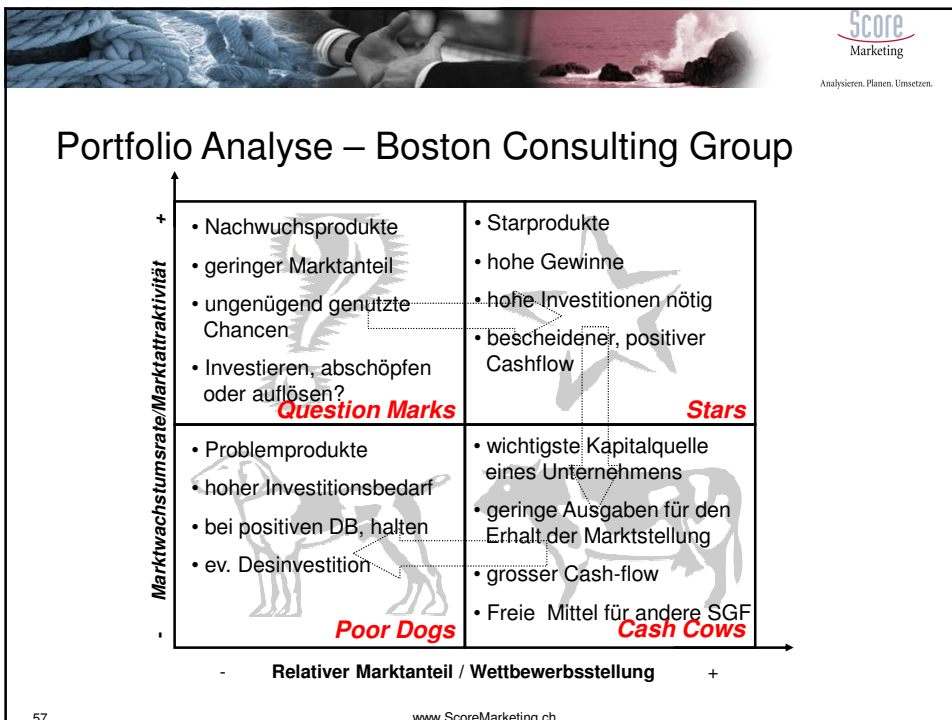 Score
Marketing
Analysieren. Planen. Umsetzen.
Portfolio Analyse – Boston Consulting Group
+
Marktwachstumsrate/Marktattraktivität
-
• Nachwuchsprodukte
• geringer Marktanteil
• ungenügend genutzte
Chancen
• Investieren, abschöpfen
oder auflösen?
Question Marks
• Starprodukte
• hohe Gewinne
• hohe Investitionen nötig
• bescheidener, positiver
Cashflow
Stars
• Problemprodukte
• hoher Investitionsbedarf
• bei positiven DB, halten
• ev. Desinvestition
Poor Dogs
• wichtigste Kapitalquelle
eines Unternehmens
• geringe Ausgaben für den
Erhalt der Marktstellung
• grosser Cash-flow
• Freie Mittel für andere SGF
Cash Cows
- Relativer Marktanteil / Wettbewerbsstellung +
57 www.ScoreMarketing.ch